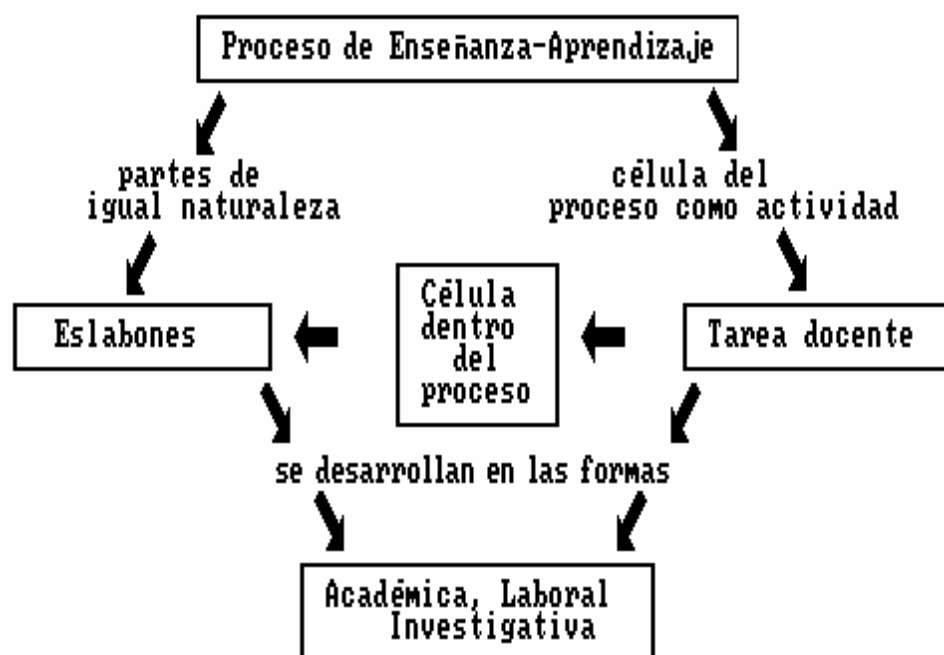 Proceso de Enseñanza-Aprendizaje
partes de
igual naturaleza
célula del
proceso como actividad
Eslabones
Célula
dentro
del
proceso
Tarea docente
se desarrollan en las formas
Académica, Laboral
Investigativa